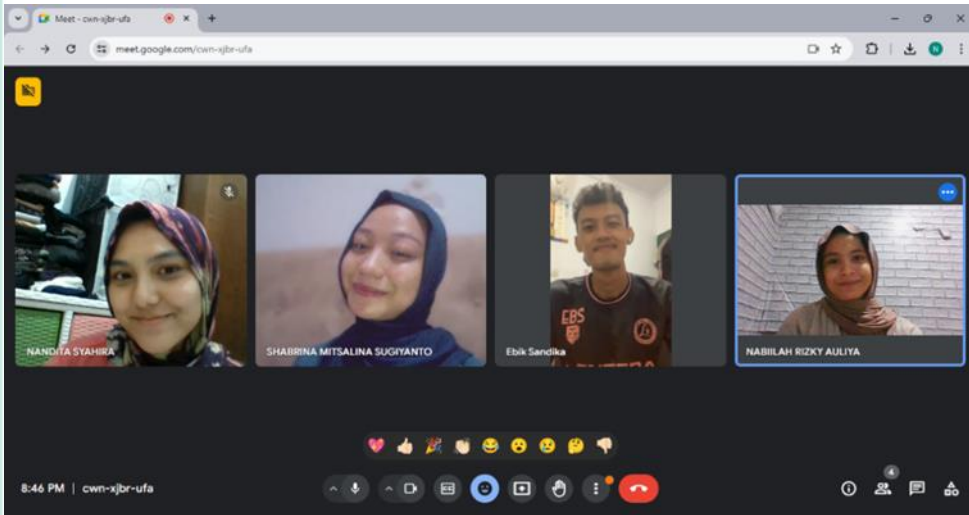 Meet - cwn-xjbr-ufa
meet.google.com/cwn-xjbr-ufa
N
EBS
NANDITA SYAHIRA
SHABRINA MITSALINA SUGIYANTO
Ebik Sandika
NABIILAH RIZKY AULIYA
8:46 PM | cwn-xjbr-ufa
4